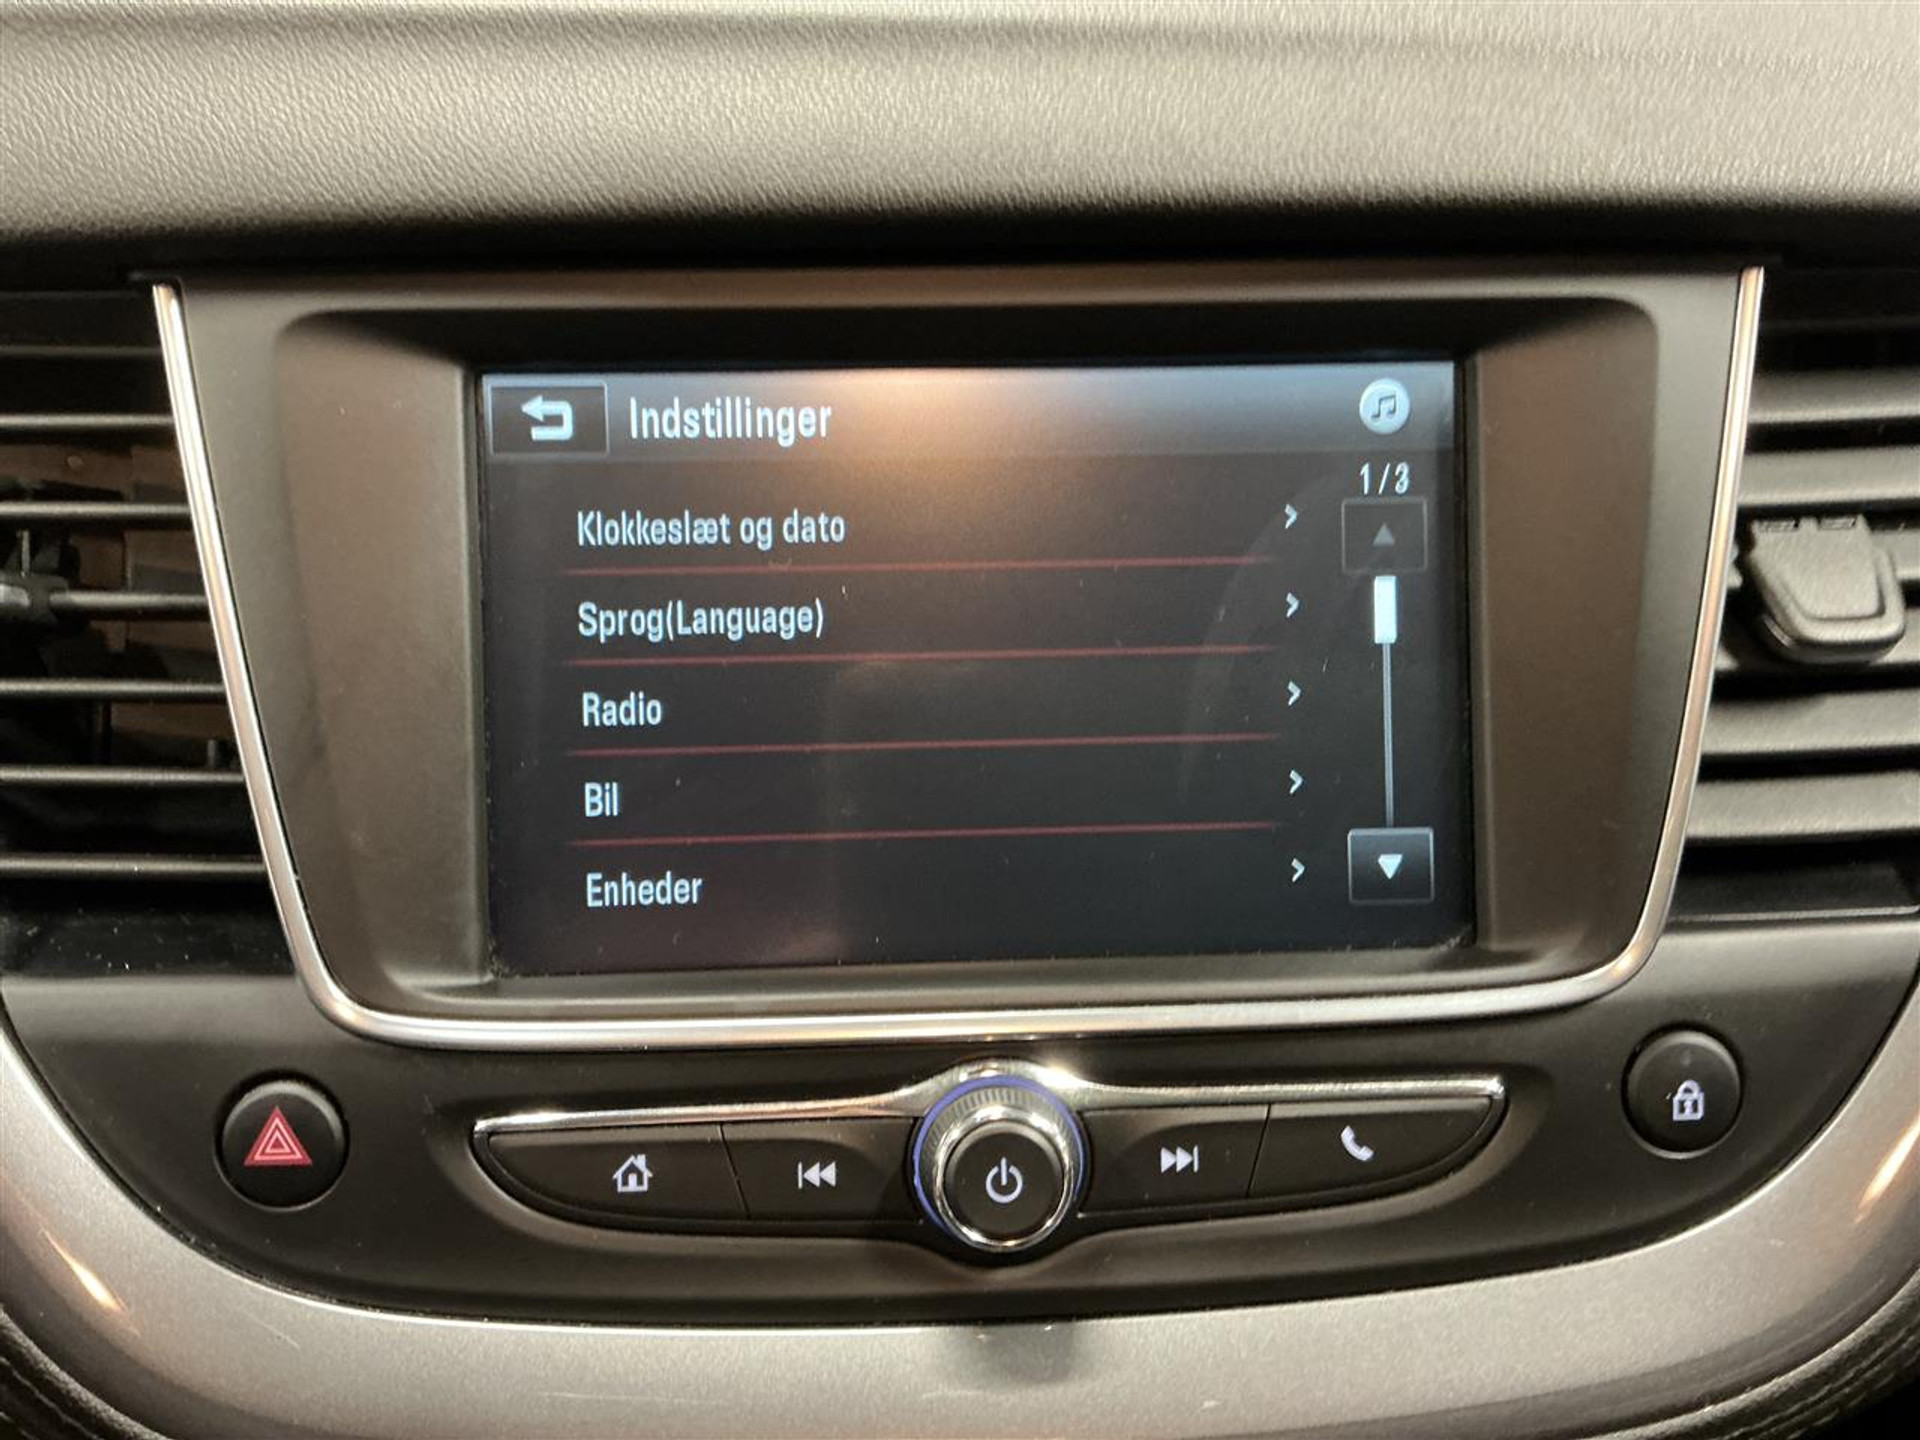 Indstillinger
1/3
Klokkeslæt og dato
Sprog(Language)
Radio
Bil
Enheder